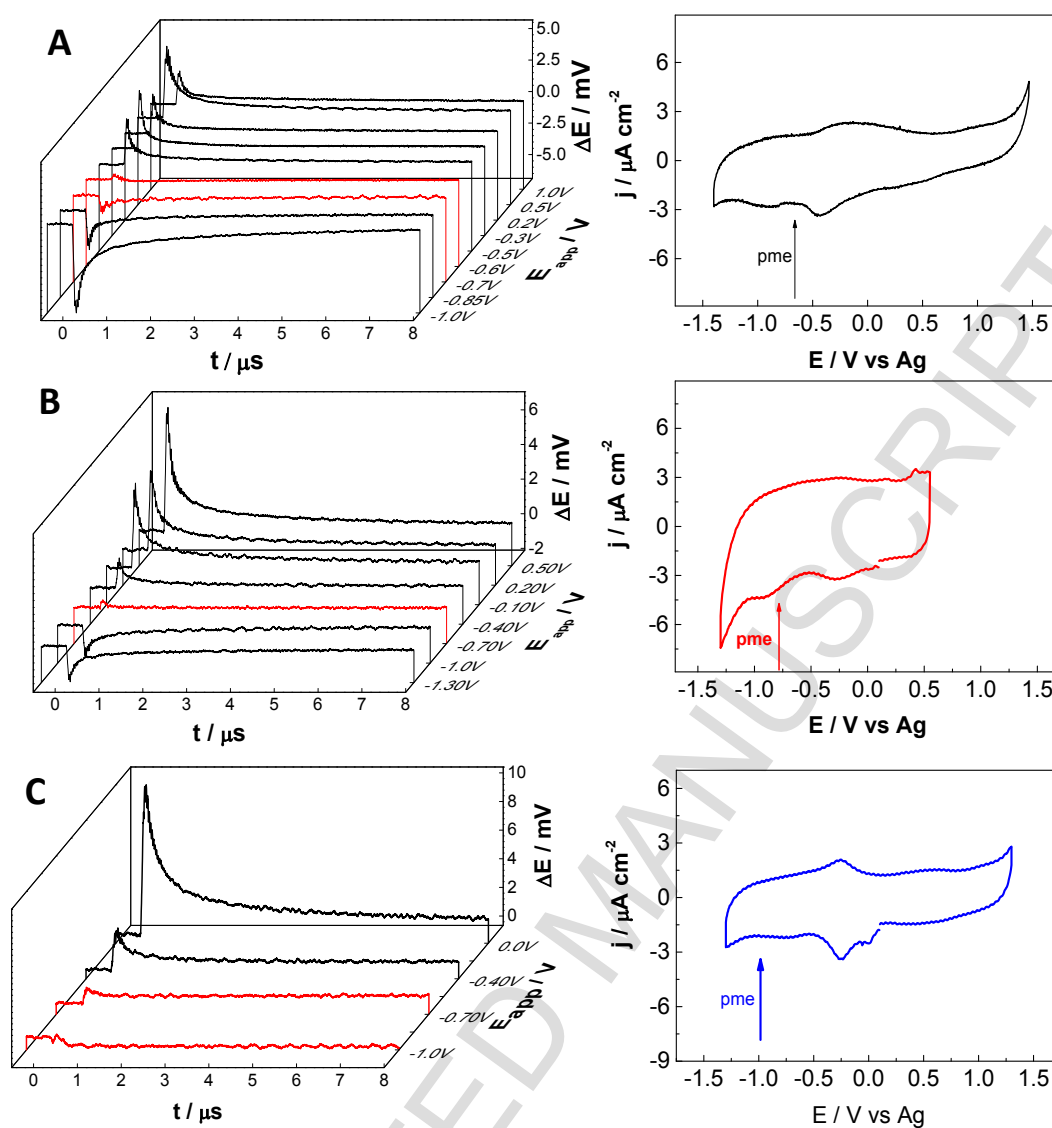 A
5.0
2.5
0.0
-2.5
-5.0
ΔE / mV
1.0V
0.5V
0.2V
-0.3V
-0.5V
-0.6V
-0.7V
-0.85V
-1.0V
E app / V
0 1 2 3 4 5 6 7 8
t / μs
6
3
0
-3
-6
j / μA cm-2
pme
-1.5 -1.0 -0.5 0.0 0.5 1.0 1.5
E / V vs Ag
B
6
4
2
0
-2
ΔE / mV
0.50V
0.20V
-0.10V
-0.40V
-0.70V
-1.0V
-1.30V
E app / V
0 1 2 3 4 5 6 7 8
t / μs
6
3
0
-3
-6
j / μA cm-2
pme
-1.5 -1.0 -0.5 0.0 0.5 1.0 1.5
E / V vs Ag
C
10
8
6
4
2
0
ΔE / mV
0.0V
-0.40V
-0.70V
-1.0V
Eapp / V
0 1 2 3 4 5 6 7 8
t / μs
6
3
0
-3
-6
-9
j / μA cm-2
pme
-1.5 -1.0 -0.5 0.0 0.5 1.0 1.5
E / V vs Ag
TED MANUSCRIPT